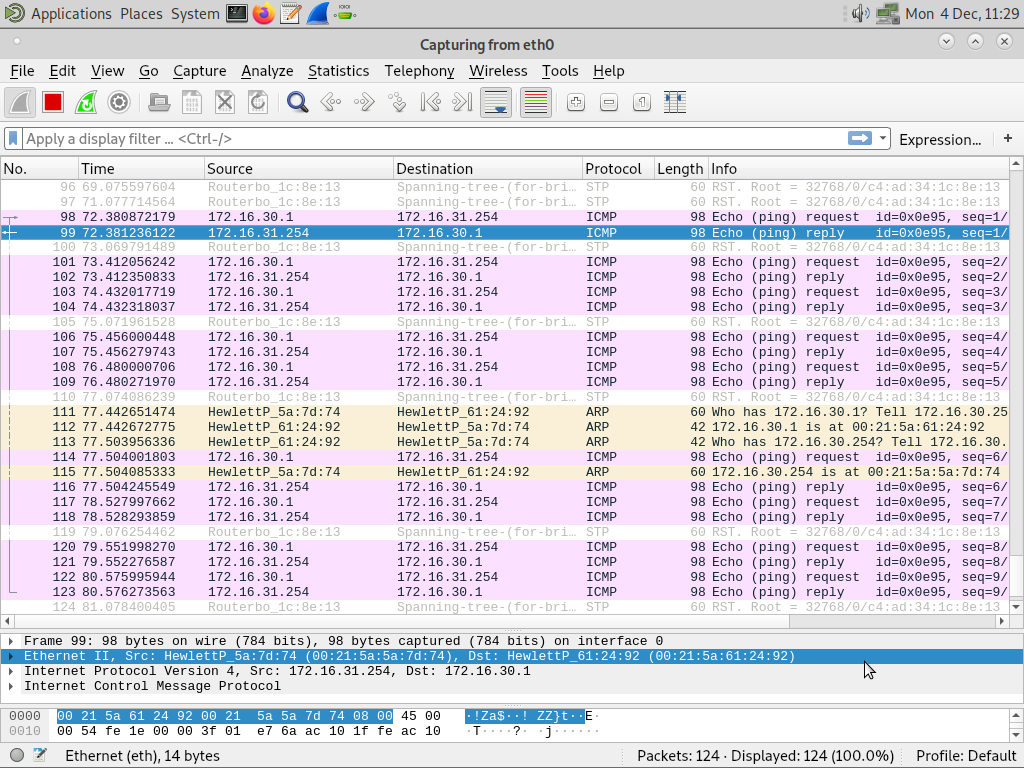 Applications Places System Mon 4 Dec, 11:29
Capturing from eth0
File Edit View Go Capture Analyze Statistics Telephony Wireless Tools Help
Apply a display filter ... <Ctrl-/> Expression... +
No. Time Source Destination Protocol Length Info
96 69.075597604 Routerbo_1c:8e:13 Spanning-tree-(for-bri… STP 60 RST. Root = 32768/0/c4:ad:34:1c:8e:13
97 71.077714564 Routerbo_1c:8e:13 Spanning-tree-(for-bri… STP 60 RST. Root = 32768/0/c4:ad:34:1c:8e:13
98 72.380872179 172.16.30.1 172.16.31.254 ICMP 98 Echo (ping) request id=0x0e95, seq=1/
99 72.381236122 172.16.31.254 172.16.30.1 ICMP 98 Echo (ping) reply id=0x0e95, seq=1/
100 73.069791489 Routerbo_1c:8e:13 Spanning-tree-(for-bri… STP 60 RST. Root = 32768/0/c4:ad:34:1c:8e:13
101 73.412056242 172.16.30.1 172.16.31.254 ICMP 98 Echo (ping) request id=0x0e95, seq=2/
102 73.412350833 172.16.31.254 172.16.30.1 ICMP 98 Echo (ping) reply id=0x0e95, seq=2/
103 74.432017719 172.16.30.1 172.16.31.254 ICMP 98 Echo (ping) request id=0x0e95, seq=3/
104 74.432318037 172.16.31.254 172.16.30.1 ICMP 98 Echo (ping) reply id=0x0e95, seq=3/
105 75.071961528 Routerbo_1c:8e:13 Spanning-tree-(for-bri… STP 60 RST. Root = 32768/0/c4:ad:34:1c:8e:13
106 75.456000448 172.16.30.1 172.16.31.254 ICMP 98 Echo (ping) request id=0x0e95, seq=4/
107 75.456279743 172.16.31.254 172.16.30.1 ICMP 98 Echo (ping) reply id=0x0e95, seq=4/
108 76.480000706 172.16.30.1 172.16.31.254 ICMP 98 Echo (ping) request id=0x0e95, seq=5/
109 76.480271970 172.16.31.254 172.16.30.1 ICMP 98 Echo (ping) reply id=0x0e95, seq=5/
110 77.074086239 Routerbo_1c:8e:13 Spanning-tree-(for-bri… STP 60 RST. Root = 32768/0/c4:ad:34:1c:8e:13
111 77.442651474 HewlettP_5a:7d:74 HewlettP_61:24:92 ARP 60 Who has 172.16.30.1? Tell 172.16.30.25
112 77.442672775 HewlettP_61:24:92 HewlettP_5a:7d:74 ARP 42 172.16.30.1 is at 00:21:5a:61:24:92
113 77.503956336 HewlettP_61:24:92 HewlettP_5a:7d:74 ARP 42 Who has 172.16.30.254? Tell 172.16.30.
114 77.504001803 172.16.30.1 172.16.31.254 ICMP 98 Echo (ping) request id=0x0e95, seq=6/
115 77.504085333 HewlettP_5a:7d:74 HewlettP_61:24:92 ARP 60 172.16.30.254 is at 00:21:5a:5a:7d:74
116 77.504245549 172.16.31.254 172.16.30.1 ICMP 98 Echo (ping) reply id=0x0e95, seq=6/
117 78.527997662 172.16.30.1 172.16.31.254 ICMP 98 Echo (ping) request id=0x0e95, seq=7/
118 78.528293859 172.16.31.254 172.16.30.1 ICMP 98 Echo (ping) reply id=0x0e95, seq=7/
119 79.076254462 Routerbo_1c:8e:13 Spanning-tree-(for-bri… STP 60 RST. Root = 32768/0/c4:ad:34:1c:8e:13
120 79.551998270 172.16.30.1 172.16.31.254 ICMP 98 Echo (ping) request id=0x0e95, seq=8/
121 79.552276587 172.16.31.254 172.16.30.1 ICMP 98 Echo (ping) reply id=0x0e95, seq=8/
122 80.575995944 172.16.30.1 172.16.31.254 ICMP 98 Echo (ping) request id=0x0e95, seq=9/
123 80.576273563 172.16.31.254 172.16.30.1 ICMP 98 Echo (ping) reply id=0x0e95, seq=9/
124 81.078400405 Routerbo_1c:8e:13 Spanning-tree-(for-bri… STP 60 RST. Root = 32768/0/c4:ad:34:1c:8e:13
Frame 99: 98 bytes on wire (784 bits), 98 bytes captured (784 bits) on interface 0
Ethernet II, Src: HewlettP_5a:7d:74 (00:21:5a:5a:7d:74), Dst: HewlettP_61:24:92 (00:21:5a:61:24:92)
Internet Protocol Version 4, Src: 172.16.31.254, Dst: 172.16.30.1
Internet Control Message Protocol
0000 00 21 5a 61 24 92 00 21 5a 5a 7d 74 08 00 45 00 ·!Za$··! ZZ}t··E·
0010 00 54 fe 1e 00 00 3f 01 e7 6a ac 10 1f fe ac 10 ·T····?· ·j······
Ethernet (eth), 14 bytes Packets: 124 · Displayed: 124 (100.0%) Profile: Default